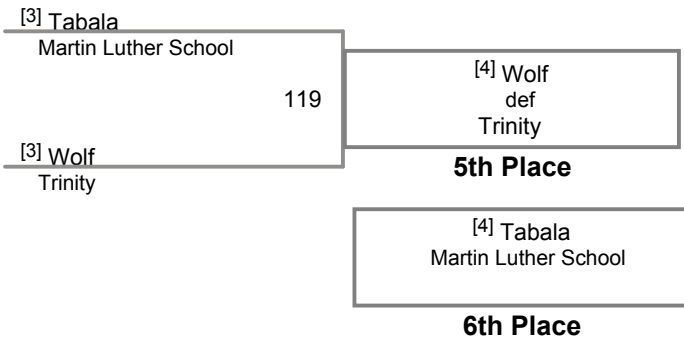 [3] Tabala
Martin Luther School
119
[3] Wolf
Trinity
[4] Wolf
def
Trinity
5th Place
[4] Tabala
Martin Luther School
6th Place